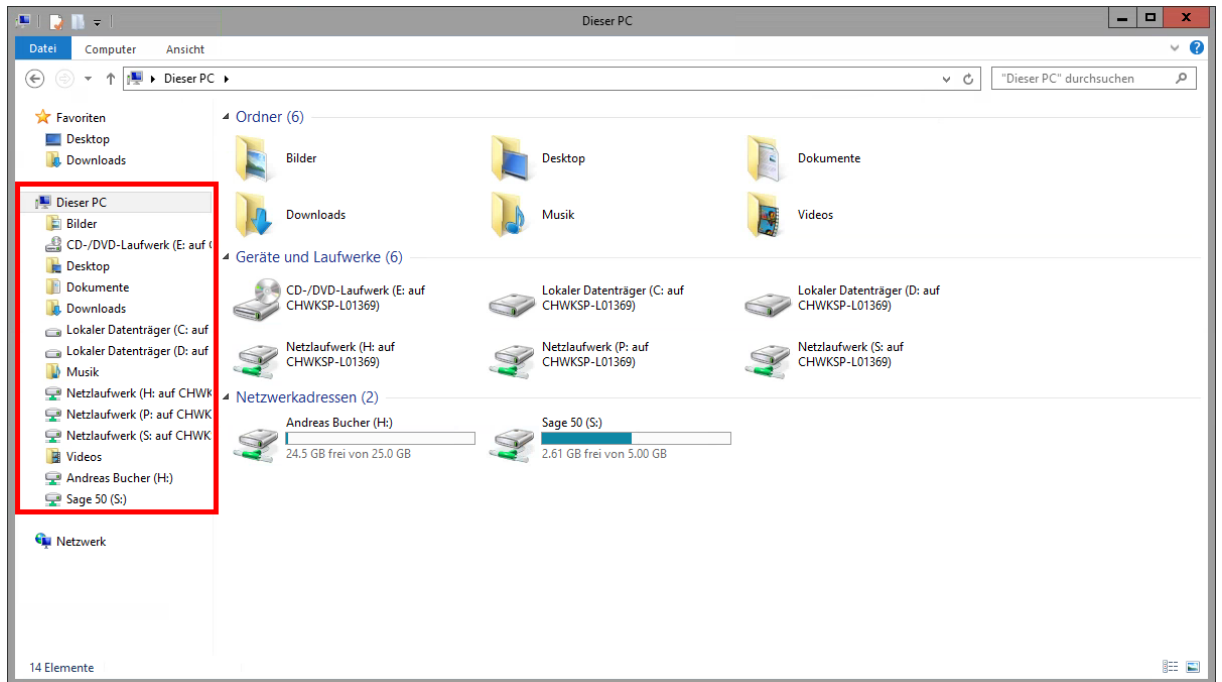 Dieser PC
Datei Computer Ansicht
Dieser PC
"Dieser PC" durchsuchen
Favoriten
Desktop
Downloads
Dieser PC
Bilder
CD-/DVD-Laufwerk (E: auf
Desktop
Dokumente
Downloads
Lokaler Datenträger (C: auf
Lokaler Datenträger (D: auf
Musik
Netzlaufwerk (H: auf CHWK
Netzlaufwerk (P: auf CHWK
Netzlaufwerk (S: auf CHWK
Videos
Andreas Bucher (H:)
Sage 50 (S:)
Netzwerk
Ordner (6)
Bilder
Desktop
Dokumente
Downloads
Musik
Videos
Geräte und Laufwerke (6)
CD-/DVD-Laufwerk (E: auf
CHWKSP-L01369)
Lokaler Datenträger (C: auf
CHWKSP-L01369)
Lokaler Datenträger (D: auf
CHWKSP-L01369)
Netzlaufwerk (H: auf
CHWKSP-L01369)
Netzlaufwerk (P: auf
CHWKSP-L01369)
Netzlaufwerk (S: auf
CHWKSP-L01369)
Netzwerkadressen (2)
Andreas Bucher (H:)
24.5 GB frei von 25.0 GB
Sage 50 (S:)
2.61 GB frei von 5.00 GB
14 Elemente